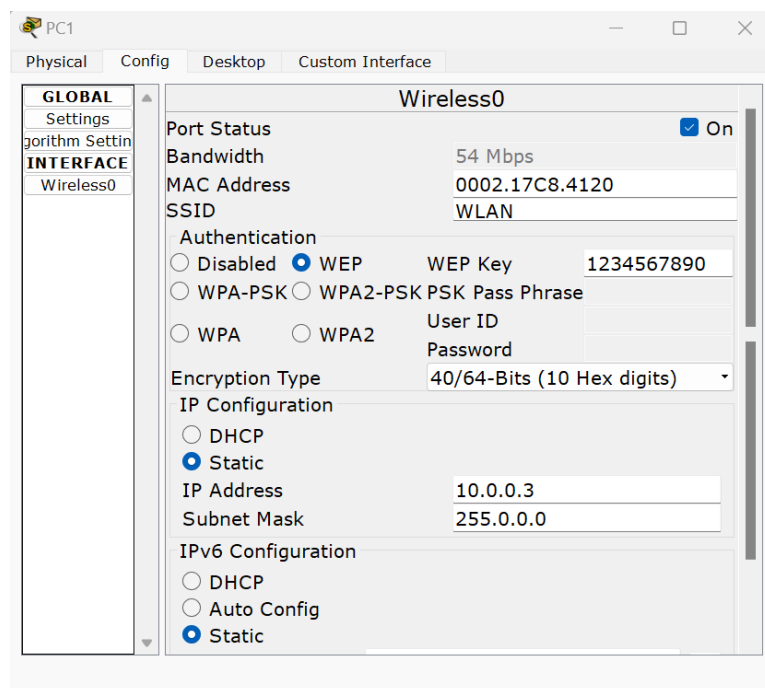 PC1
Physical Config Desktop Custom Interface
GLOBAL
Settings
gorithm Settin
INTERFACE
Wireless0
Wireless0
Port Status On
Bandwidth 54 Mbps
MAC Address 0002.17C8.4120
SSID WLAN
Authentication
Disabled WEP WEP Key 1234567890
WPA-PSK WPA2-PSK PSK Pass Phrase
User ID
WPA WPA2
Password
Encryption Type 40/64-Bits (10 Hex digits)
IP Configuration
DHCP
Static
IP Address 10.0.0.3
Subnet Mask 255.0.0.0
IPv6 Configuration
DHCP
Auto Config
Static